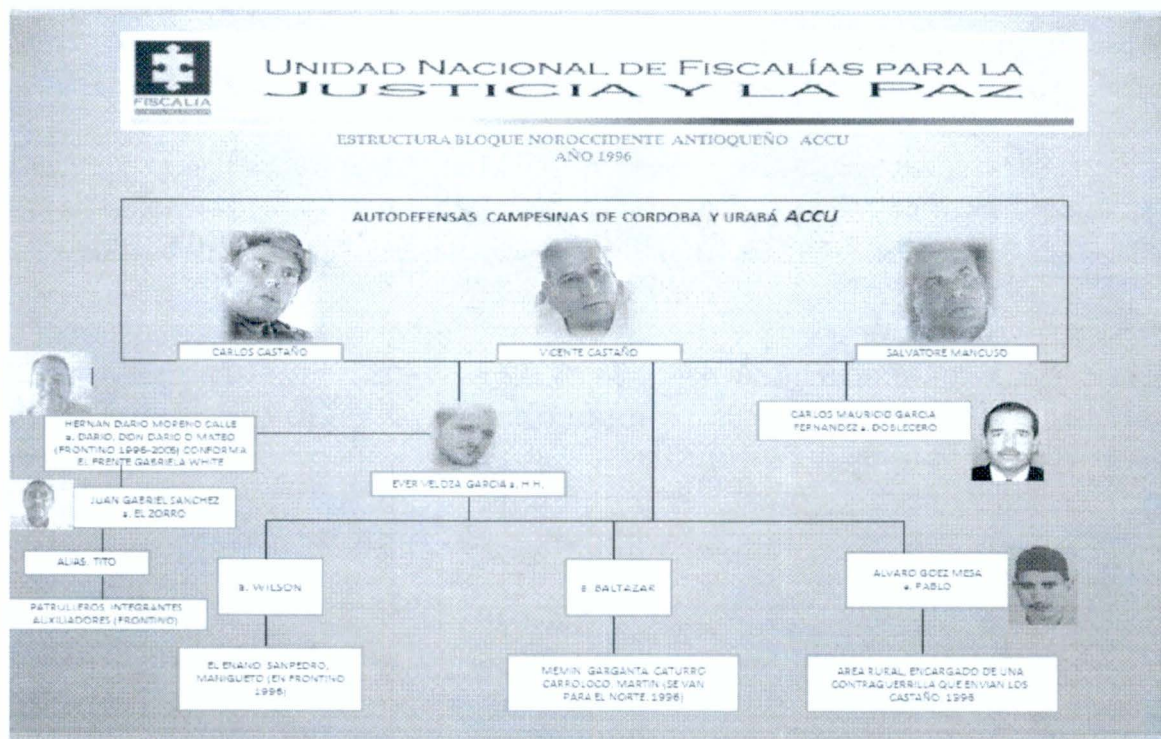 UNIDAD NACIONAL DE FISCALÍAS PARA LA
JUSTICIA Y LA PAZ
FISCALIA
ESTRUCTURA BLOQUE NOROCCIDENTE ANTIOQUEÑO ACCU
AÑO 1996
AUTODEFENSAS CAMPESINAS DE CORDOBA Y URABÁ ACCU
CARLOS CASTAÑO
VICENTE CASTAÑO
SALVATORE MANCUSO
HERNAN DARIO MORENO CALLE
a. DARIO, DON DARIO O MATEO
(FRONTINO 1996-2005) CONFORMA
EL FRENTE GABRIELA WHITE
CARLOS MAURICIO GARCIA
FERNANDEZ a. DOBLECERO
EVER VELOZA GARCIA a. H.H.
JUAN GABRIEL SANCHEZ
a. EL ZORRO
ALIAS. TITO
PATRULLEROS, INTEGRANTES
AUXILIADORES (FRONTINO)
a. WILSON
a. BALTAZAR
ALVARO GOEZ MESA
a. PABLO
EL ENANO, SANPEDRO,
MANIGUETO (EN FRONTINO
1996)
MEMIN, GARGANTA, CATURRO
CARROLOCO, MARTIN (SE VAN
PARA EL NORTE, 1996)
AREA RURAL, ENCARGADO DE UNA
CONTRAGUERRILLA QUE ENVIAN LOS
CASTAÑO, 1996